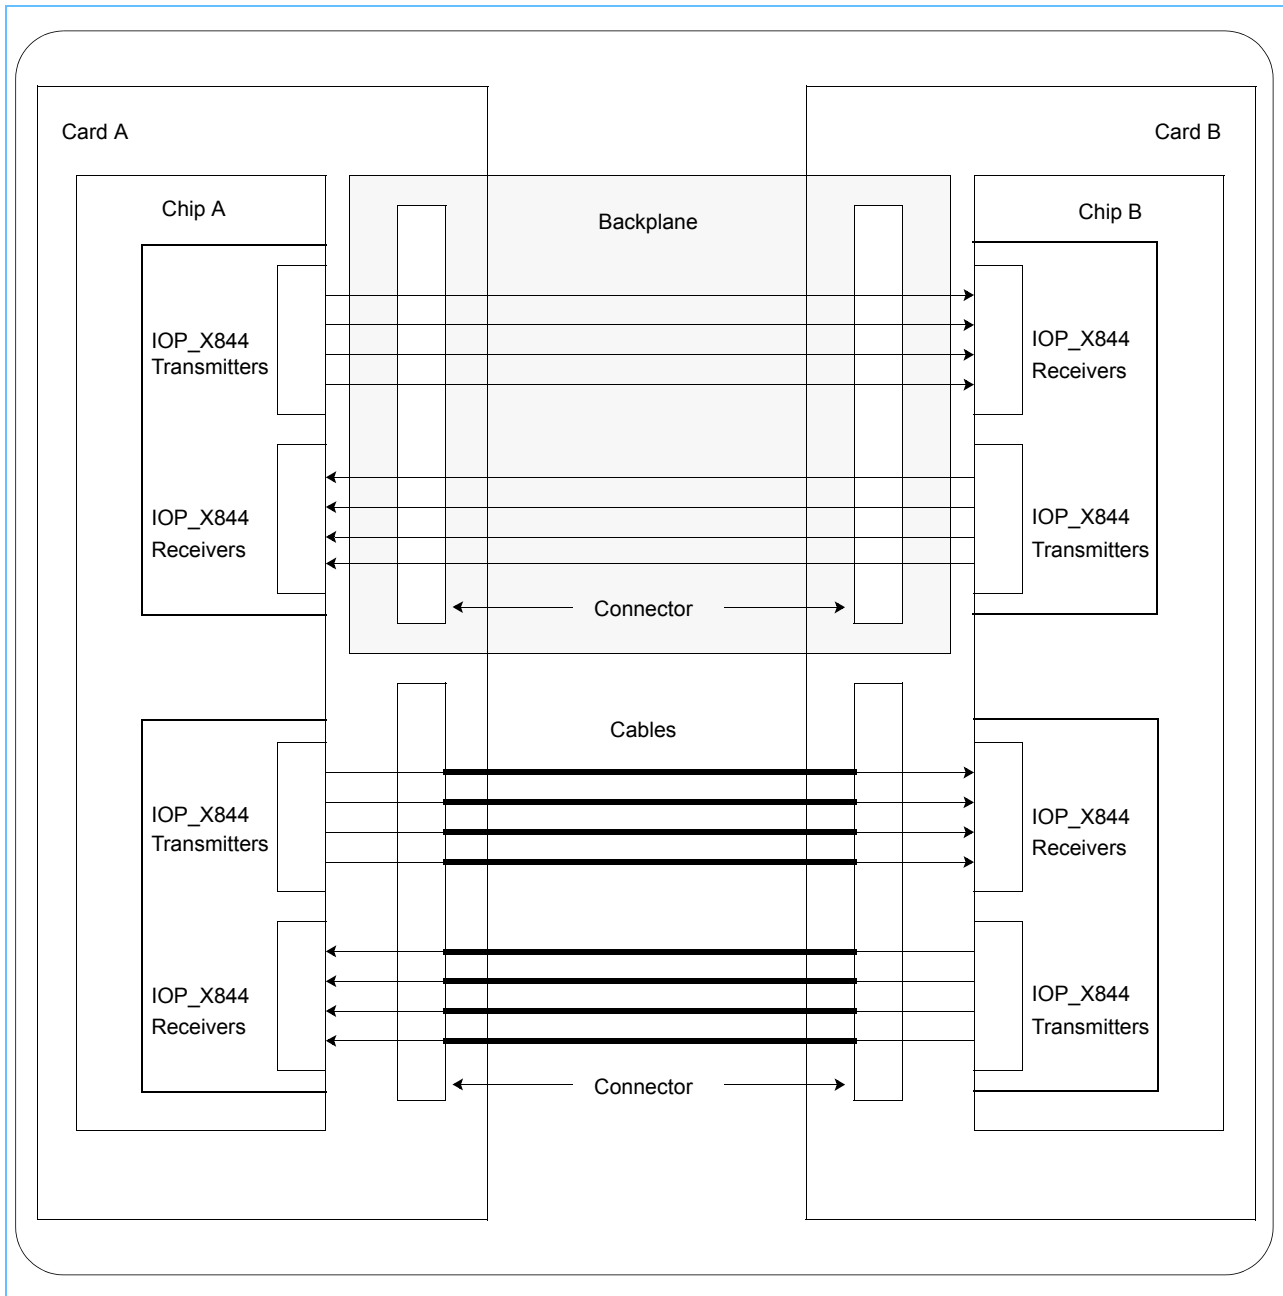 Card A
Card B
Chip A
Backplane
Chip B
IOP_X844
Transmitters
IOP_X844
Receivers
IOP_X844
Receivers
IOP_X844
Transmitters
Connector
Cables
IOP_X844
Transmitters
IOP_X844
Receivers
IOP_X844
Receivers
IOP_X844
Transmitters
Connector